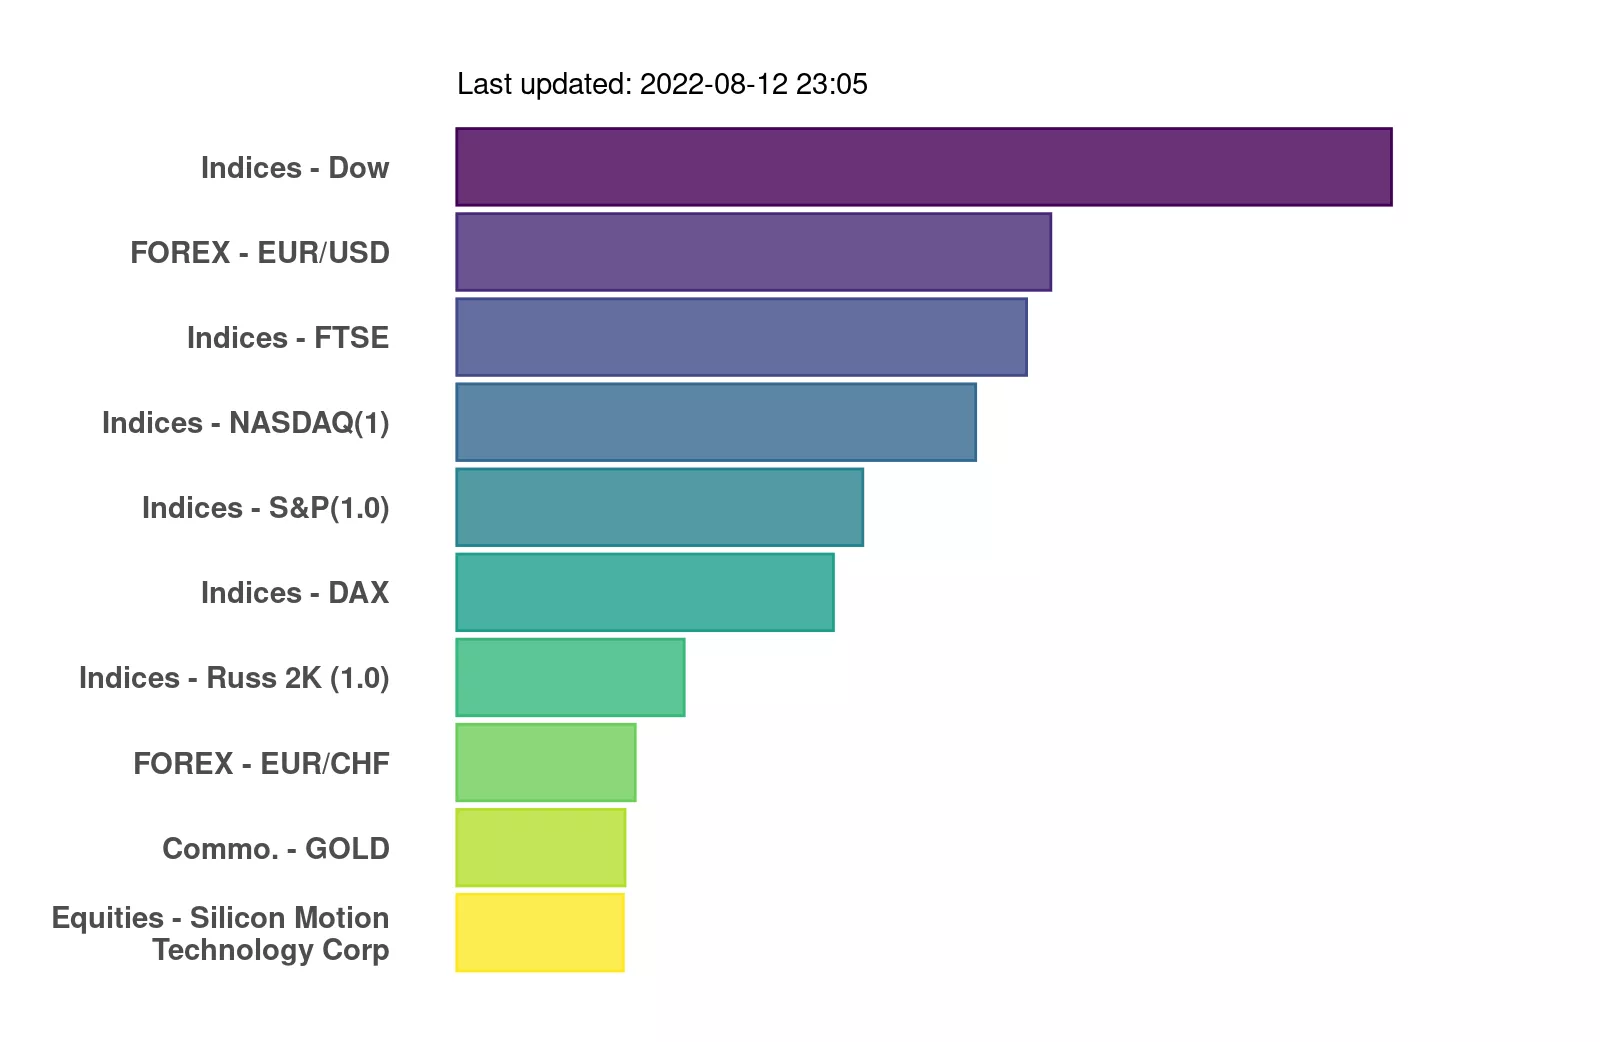 Last updated: 2022-08-12 23:05
Indices - Dow
FOREX - EUR/USD
Indices - FTSE
Indices - NASDAQ(1)
Indices - S&P(1.0)
Indices - DAX
Indices - Russ 2K (1.0)
FOREX - EUR/CHF
Commo. - GOLD
Equities - Silicon Motion
Technology Corp